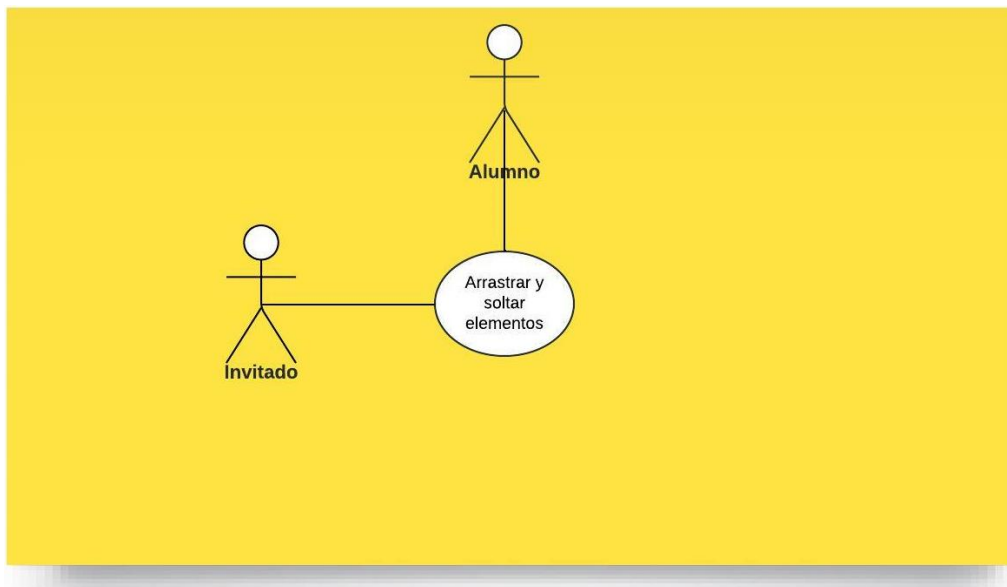 Alumno
Arrastrar y
soltar
elementos
Invitado